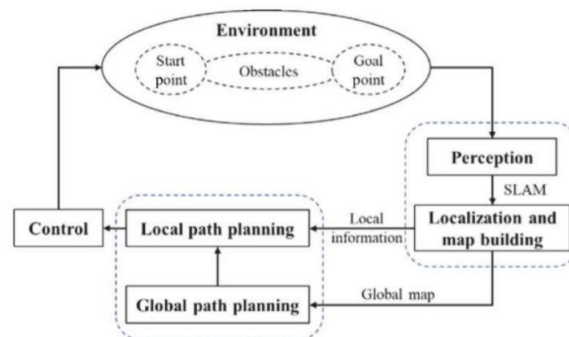 Environment
Start
point
Obstacles
Goal
point
Perception
SLAM
Control
Local path planning
Local
information
Localization and
map building
Global path planning
Global map